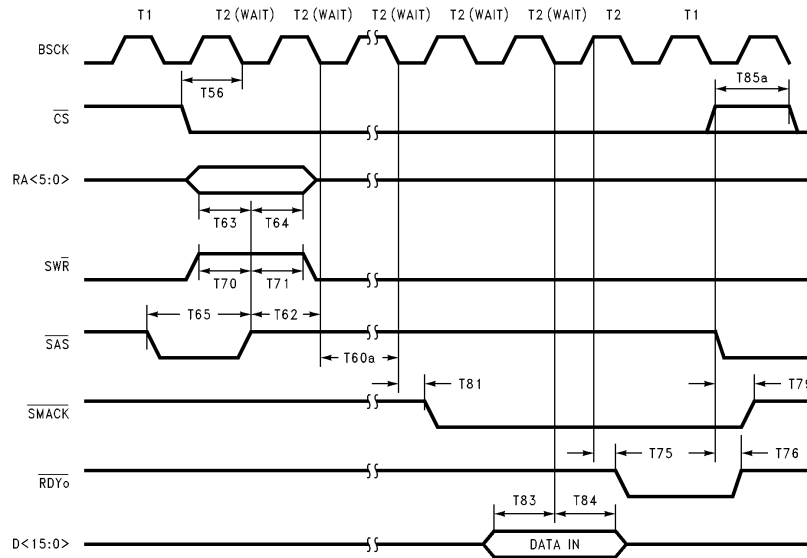 T1 T2 (WAIT) T2 (WAIT) T2 (WAIT) T2 (WAIT) T2 (WAIT) T2 T1
BSCK
T56 T85a
CS
RA<5:0>
T63 T64
SWR
T70 T71
T65 T62
SAS
T60a
T81 T79
SMACK
T75 T76
RDYo
T83 T84
D<15:0> DATA IN